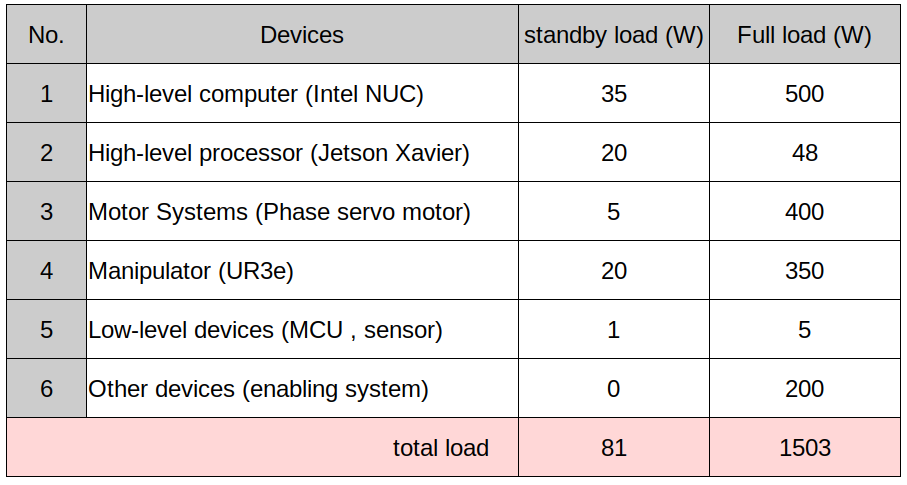 No. Devices standby load (W) Full load (W)
1 High-level computer (Intel NUC) 35 500
2 High-level processor (Jetson Xavier) 20 48
3 Motor Systems (Phase servo motor) 5 400
4 Manipulator (UR3e) 20 350
5 Low-level devices (MCU , sensor) 1 5
6 Other devices (enabling system) 0 200
total load 81 1503